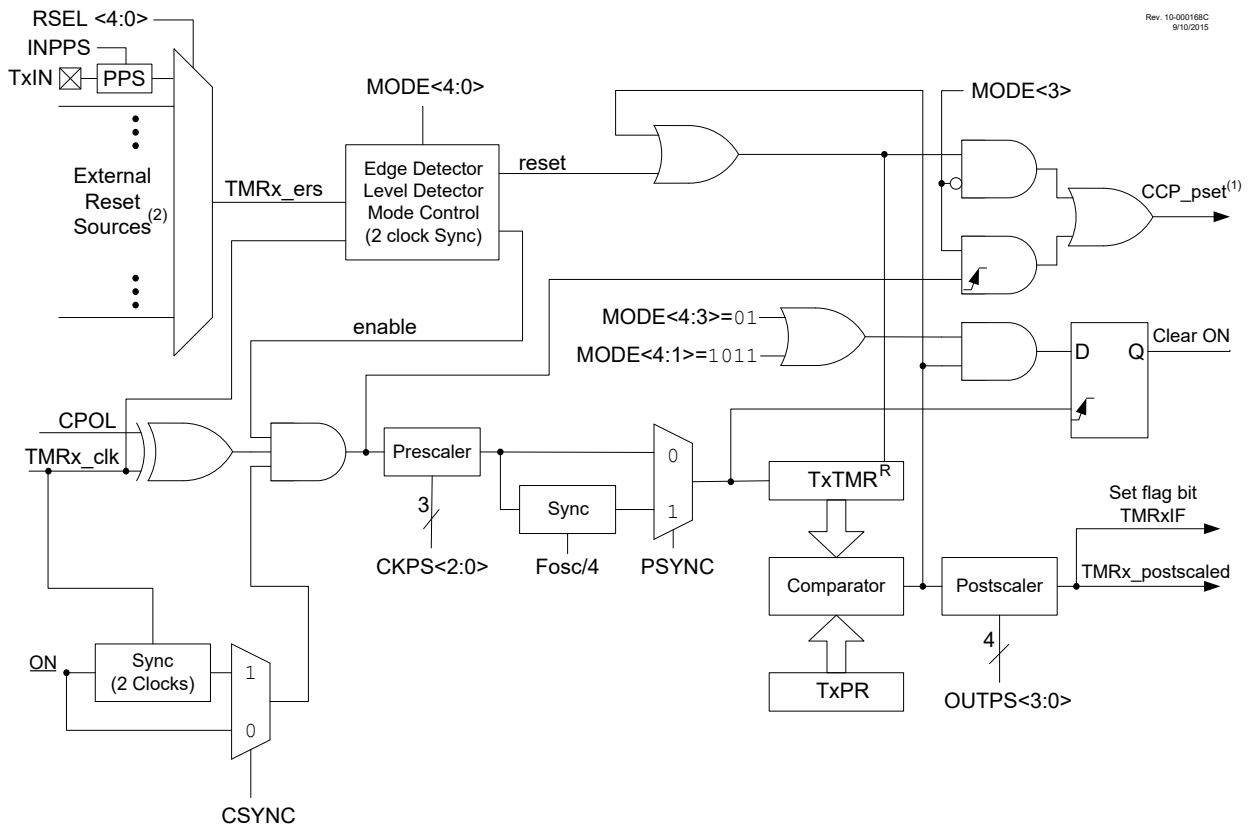 Rev. 10-000168C
9/10/2015
RSEL <4:0>
INPPS
TxIN
PPS
MODE<4:0>
MODE<3>
External
Reset
Sources(2)
TMRx_ers
Edge Detector
Level Detector
Mode Control
(2 clock Sync)
reset
CCP_pset(1)
enable
MODE<4:3>=01
MODE<4:1>=1011
D
Q
Clear ON
CPOL
TMRx_clk
Prescaler
3
CKPS<2:0>
Sync
Fosc/4
0
1
PSYNC
TxTMR
R
Set flag bit
TMRxIF
Comparator
Postscaler
TMRx_postscaled
4
OUTPS<3:0>
TxPR
ON
Sync
(2 Clocks)
1
0
CSYNC